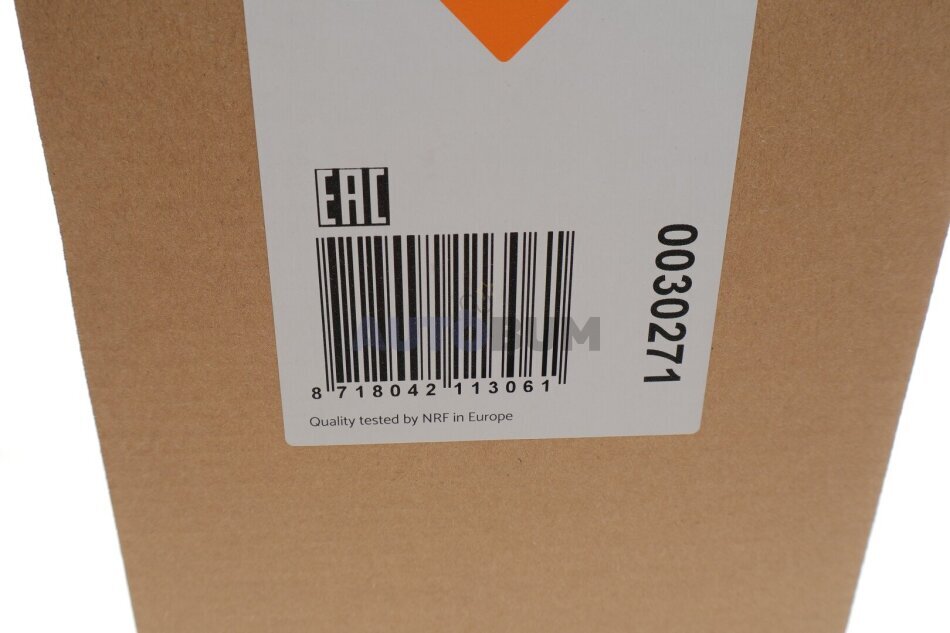 EAC
AUTOBUM
8 718042 113061
Quality tested by NRF in Europe
0030271